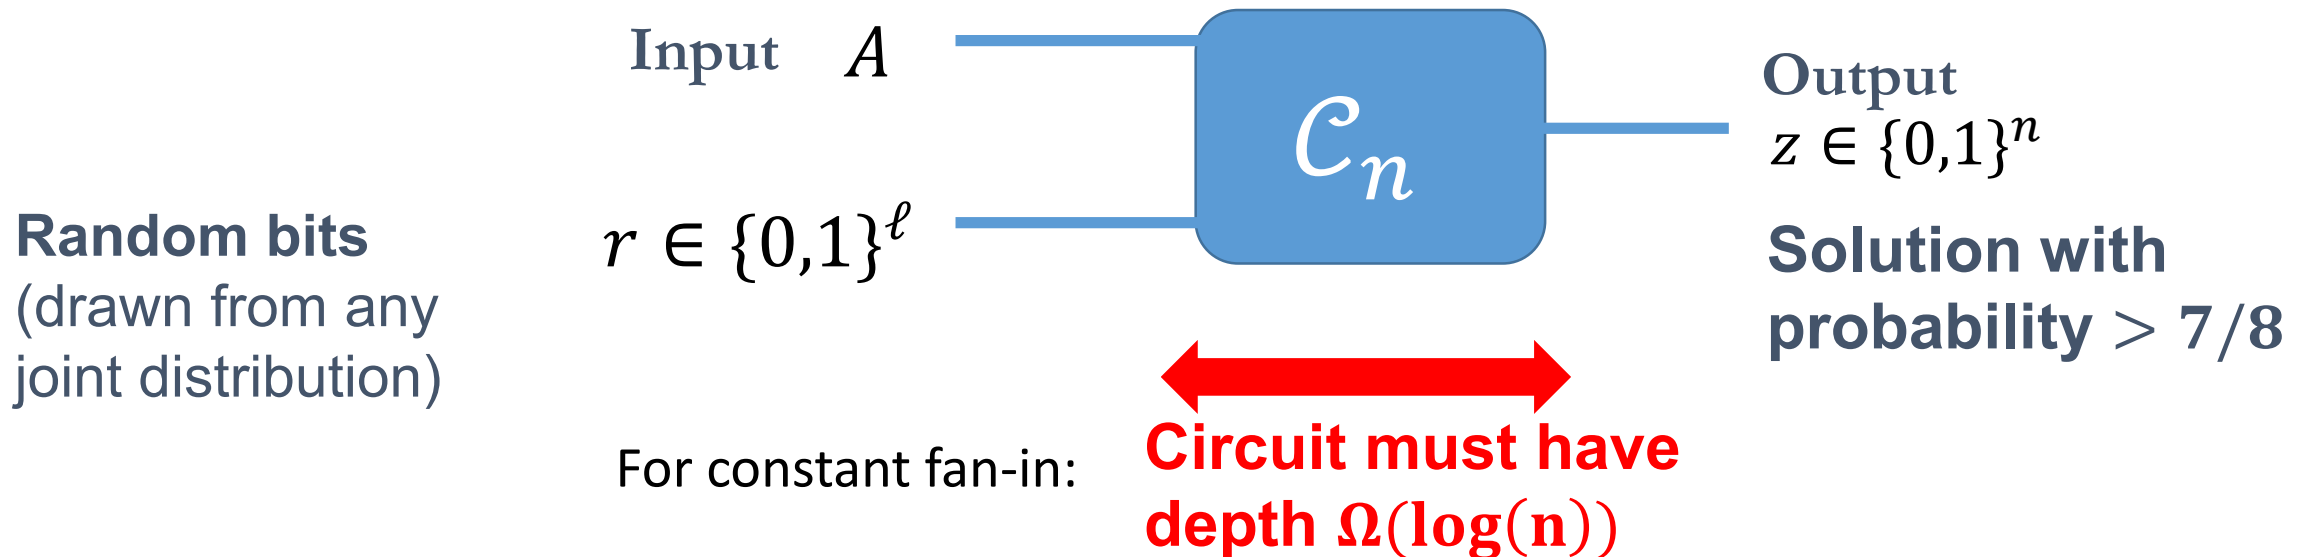 Input A
Random bits
(drawn from any
joint distribution)
r ∈ {0,1}^ℓ
𝒞ₙ
Output
z ∈ {0,1}ⁿ
Solution with
probability > 7/8
For constant fan-in:
Circuit must have
depth Ω(log(n))